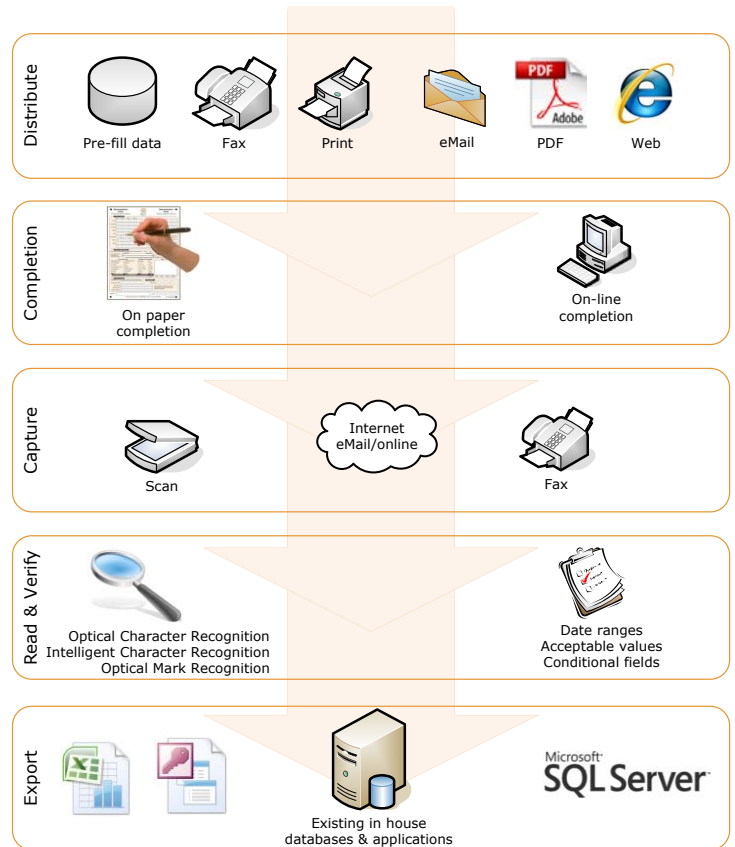 Distribute
Pre-fill data
Fax
Print
eMail
PDF
Adobe
PDF
Web
Completion
On paper
completion
On-line
completion
Capture
Scan
Internet
eMail/online
Fax
Read & Verify
Optical Character Recognition
Intelligent Character Recognition
Optical Mark Recognition
Date ranges
Acceptable values
Conditional fields
Export
Existing in house
databases & applications
Microsoft
SQL Server